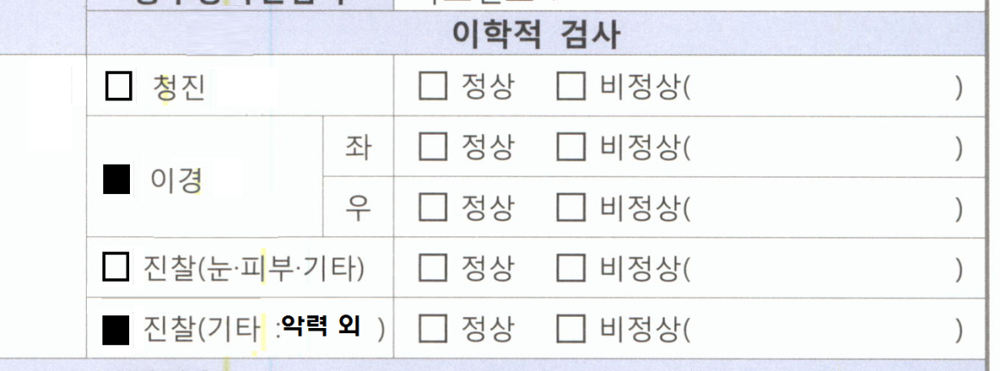 이학적 검사
□ 청진 □ 정상 □ 비정상( )
■ 이경 좌 □ 정상 □ 비정상( )
우 □ 정상 □ 비정상( )
□ 진찰(눈·피부·기타) □ 정상 □ 비정상( )
■ 진찰(기타 :악력 외 ) □ 정상 □ 비정상( )